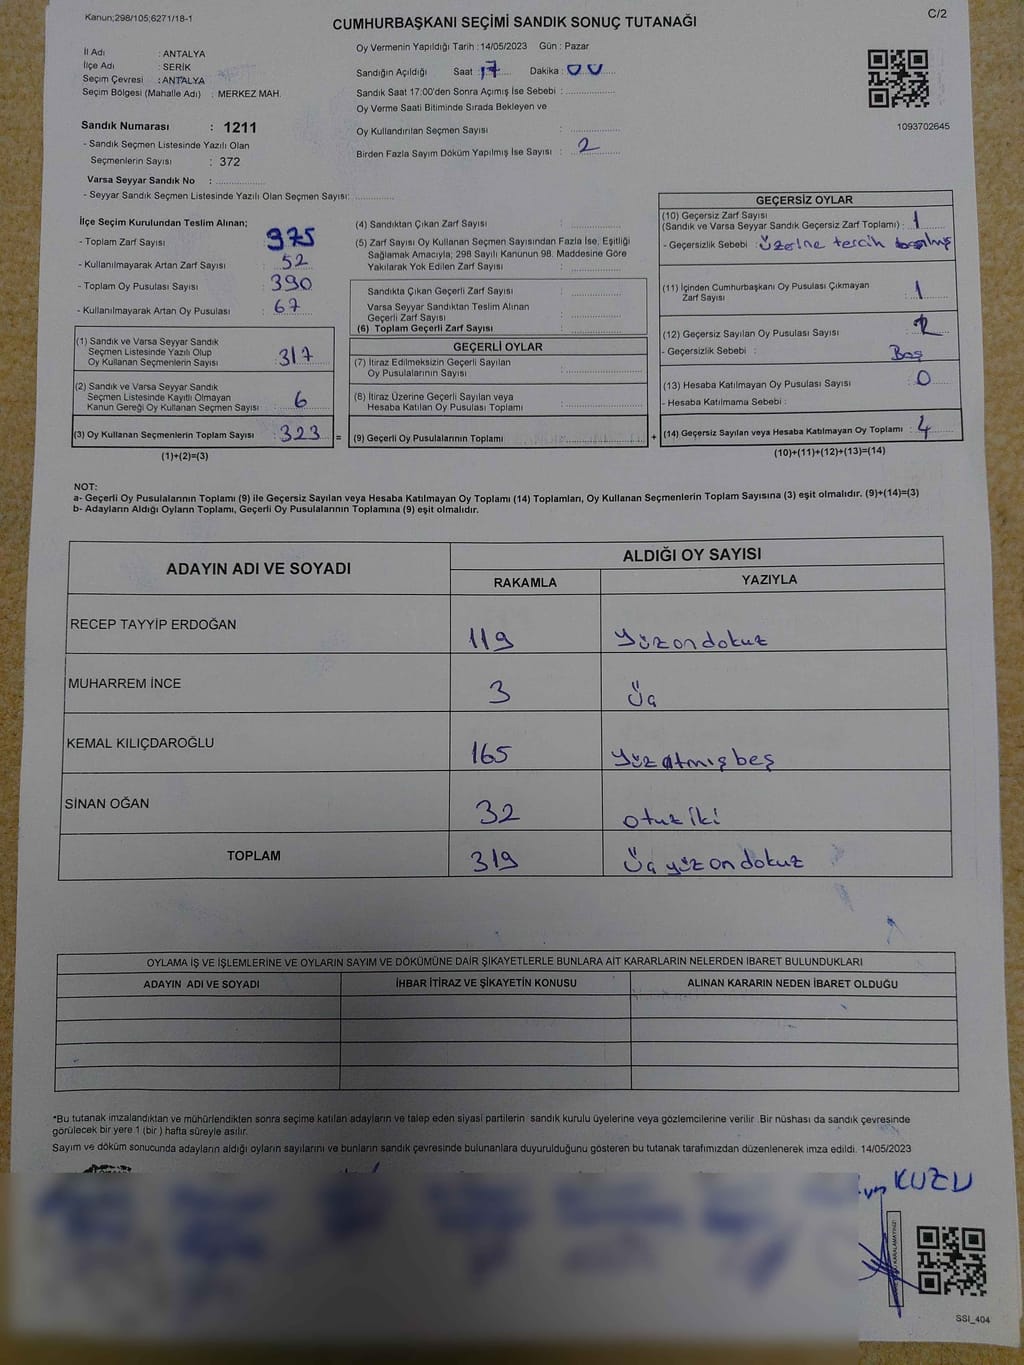 Kanun;298/105;6271/18-1
C/2
CUMHURBAŞKANI SEÇİMİ SANDIK SONUÇ TUTANAĞI
İl Adı : ANTALYA
İlçe Adı : SERİK
Seçim Çevresi : ANTALYA
Seçim Bölgesi (Mahalle Adı) : MERKEZ MAH.
Oy Vermenin Yapıldığı Tarih : 14/05/2023 Gün : Pazar
Sandığın Açıldığı Saat : 17 Dakika : 00
Sandık Saat 17:00'den Sonra Açımış İse Sebebi :
Oy Verme Saati Bitiminde Sırada Bekleyen ve
Oy Kullandırılan Seçmen Sayısı :
Birden Fazla Sayım Döküm Yapılmış İse Sayısı : 2
1093702645
Sandık Numarası : 1211
- Sandık Seçmen Listesinde Yazılı Olan
Seçmenlerin Sayısı : 372
Varsa Seyyar Sandık No :
- Seyyar Sandık Seçmen Listesinde Yazılı Olan Seçmen Sayısı:
İlçe Seçim Kurulundan Teslim Alınan;
- Toplam Zarf Sayısı : 375
- Kullanılmayarak Artan Zarf Sayısı : 52
- Toplam Oy Pusulası Sayısı : 390
- Kullanılmayarak Artan Oy Pusulası : 67
(1) Sandık ve Varsa Seyyar Sandık
Seçmen Listesinde Yazılı Olup
Oy Kullanan Seçmenlerin Sayısı : 317
(2) Sandık ve Varsa Seyyar Sandık
Seçmen Listesinde Kayıtlı Olmayan
Kanun Gereği Oy Kullanan Seçmen Sayısı : 6
(3) Oy Kullanan Seçmenlerin Toplam Sayısı : 323 =
(1)+(2)=(3)
(4) Sandıktan Çıkan Zarf Sayısı :
(5) Zarf Sayısı Oy Kullanan Seçmen Sayısından Fazla İse, Eşitliği
Sağlamak Amacıyla; 298 Sayılı Kanunun 98. Maddesine Göre
Yakılarak Yok Edilen Zarf Sayısı :
Sandıkta Çıkan Geçerli Zarf Sayısı :
Varsa Seyyar Sandıktan Teslim Alınan
Geçerli Zarf Sayısı :
(6) Toplam Geçerli Zarf Sayısı :
GEÇERLİ OYLAR
(7) İtiraz Edilmeksizin Geçerli Sayılan
Oy Pusulalarının Sayısı :
(8) İtiraz Üzerine Geçerli Sayılan veya
Hesaba Katılan Oy Pusulası Toplamı :
(9) Geçerli Oy Pusulalarının Toplamı : +
GEÇERSİZ OYLAR
(10) Geçersiz Zarf Sayısı
(Sandık ve Varsa Seyyar Sandık Geçersiz Zarf Toplamı) : 1
- Geçersizlik Sebebi : Üzerine tercih
(11) İçinden Cumhurbaşkanı Oy Pusulası Çıkmayan
Zarf Sayısı : 1
(12) Geçersiz Sayılan Oy Pusulası Sayısı : 2
- Geçersizlik Sebebi : Boş
(13) Hesaba Katılmayan Oy Pusulası Sayısı : 0
- Hesaba Katılmama Sebebi :
(14) Geçersiz Sayılan veya Hesaba Katılmayan Oy Toplamı : 4
(10)+(11)+(12)+(13)=(14)
NOT:
a- Geçerli Oy Pusulalarının Toplamı (9) ile Geçersiz Sayılan veya Hesaba Katılmayan Oy Toplamı (14) Toplamları, Oy Kullanan Seçmenlerin Toplam Sayısına (3) eşit olmalıdır. (9)+(14)=(3)
b- Adayların Aldığı Oyların Toplamı, Geçerli Oy Pusulalarının Toplamına (9) eşit olmalıdır.
ADAYIN ADI VE SOYADI ALDIĞI OY SAYISI
RAKAMLA YAZIYLA
RECEP TAYYİP ERDOĞAN 119 Yüzondokuz
MUHARREM İNCE 3 Üç
KEMAL KILIÇDAROĞLU 165 Yüzatmışbeş
SİNAN OĞAN 32 otuziki
TOPLAM 319 Üçyüzondokuz
OYLAMA İŞ VE İŞLEMLERİNE VE OYLARIN SAYIM VE DÖKÜMÜNE DAİR ŞİKAYETLERLE BUNLARA AİT KARARLARIN NELERDEN İBARET BULUNDUKLARI
ADAYIN ADI VE SOYADI İHBAR İTİRAZ VE ŞİKAYETİN KONUSU ALINAN KARARIN NEDEN İBARET OLDUĞU
*Bu tutanak imzalandıktan ve mühürlendikten sonra seçime katılan adayların ve talep eden siyasi partilerin sandık kurulu üyelerine veya gözlemcilerine verilir. Bir nüshası da sandık çevresinde
görülecek bir yere 1 (bir) hafta süreyle asılır.
Sayım ve döküm sonucunda adayların aldığı oyların sayılarını ve bunların sandık çevresinde bulunanlara duyurulduğunu gösteren bu tutanak tarafımızdan düzenlenerek imza edildi. 14/05/2023
KUZU
SSI_404